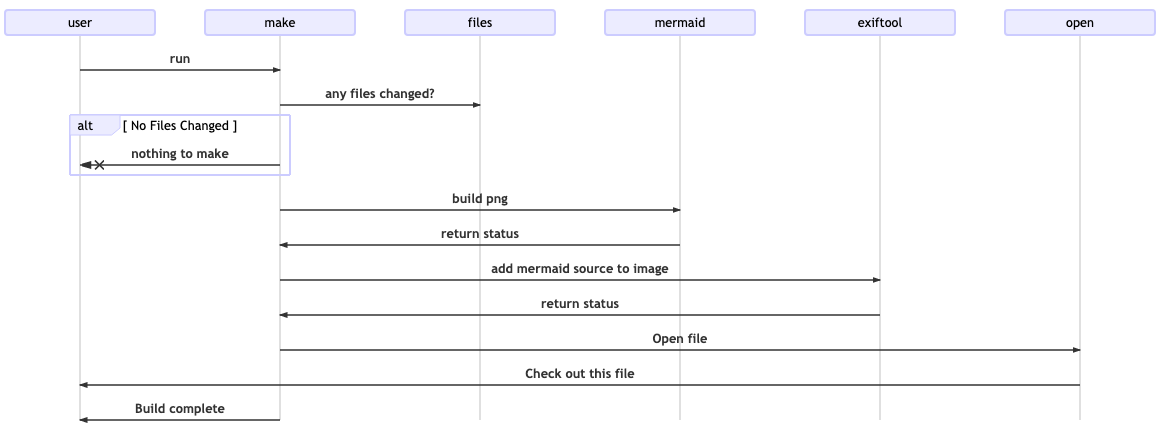 user make files mermaid exiftool open
run
any files changed?
alt [ No Files Changed ]
nothing to make
build png
return status
add mermaid source to image
return status
Open file
Check out this file
Build complete